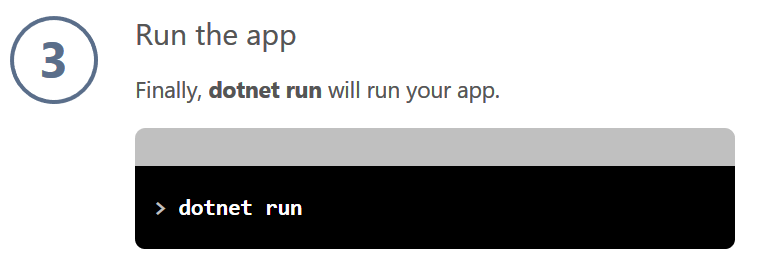 3
Run the app
Finally, dotnet run will run your app.
> dotnet run